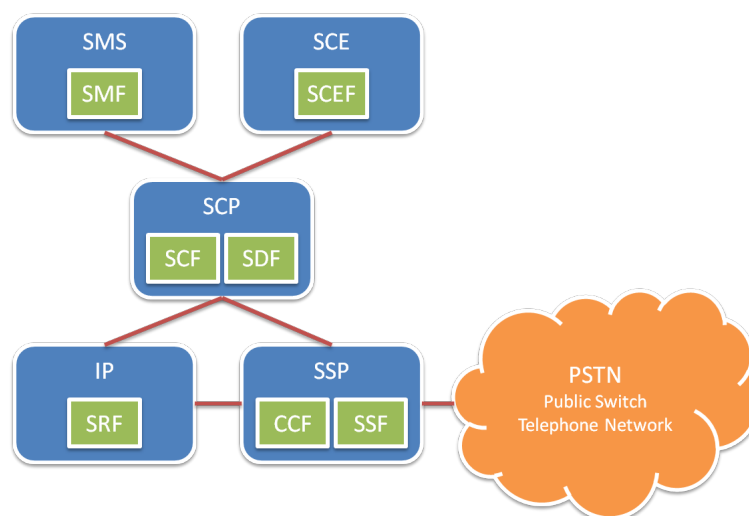 SMS
SMF
SCE
SCEF
SCP
SCF
SDF
IP
SRF
SSP
CCF
SSF
PSTN
Public Switch
Telephone Network